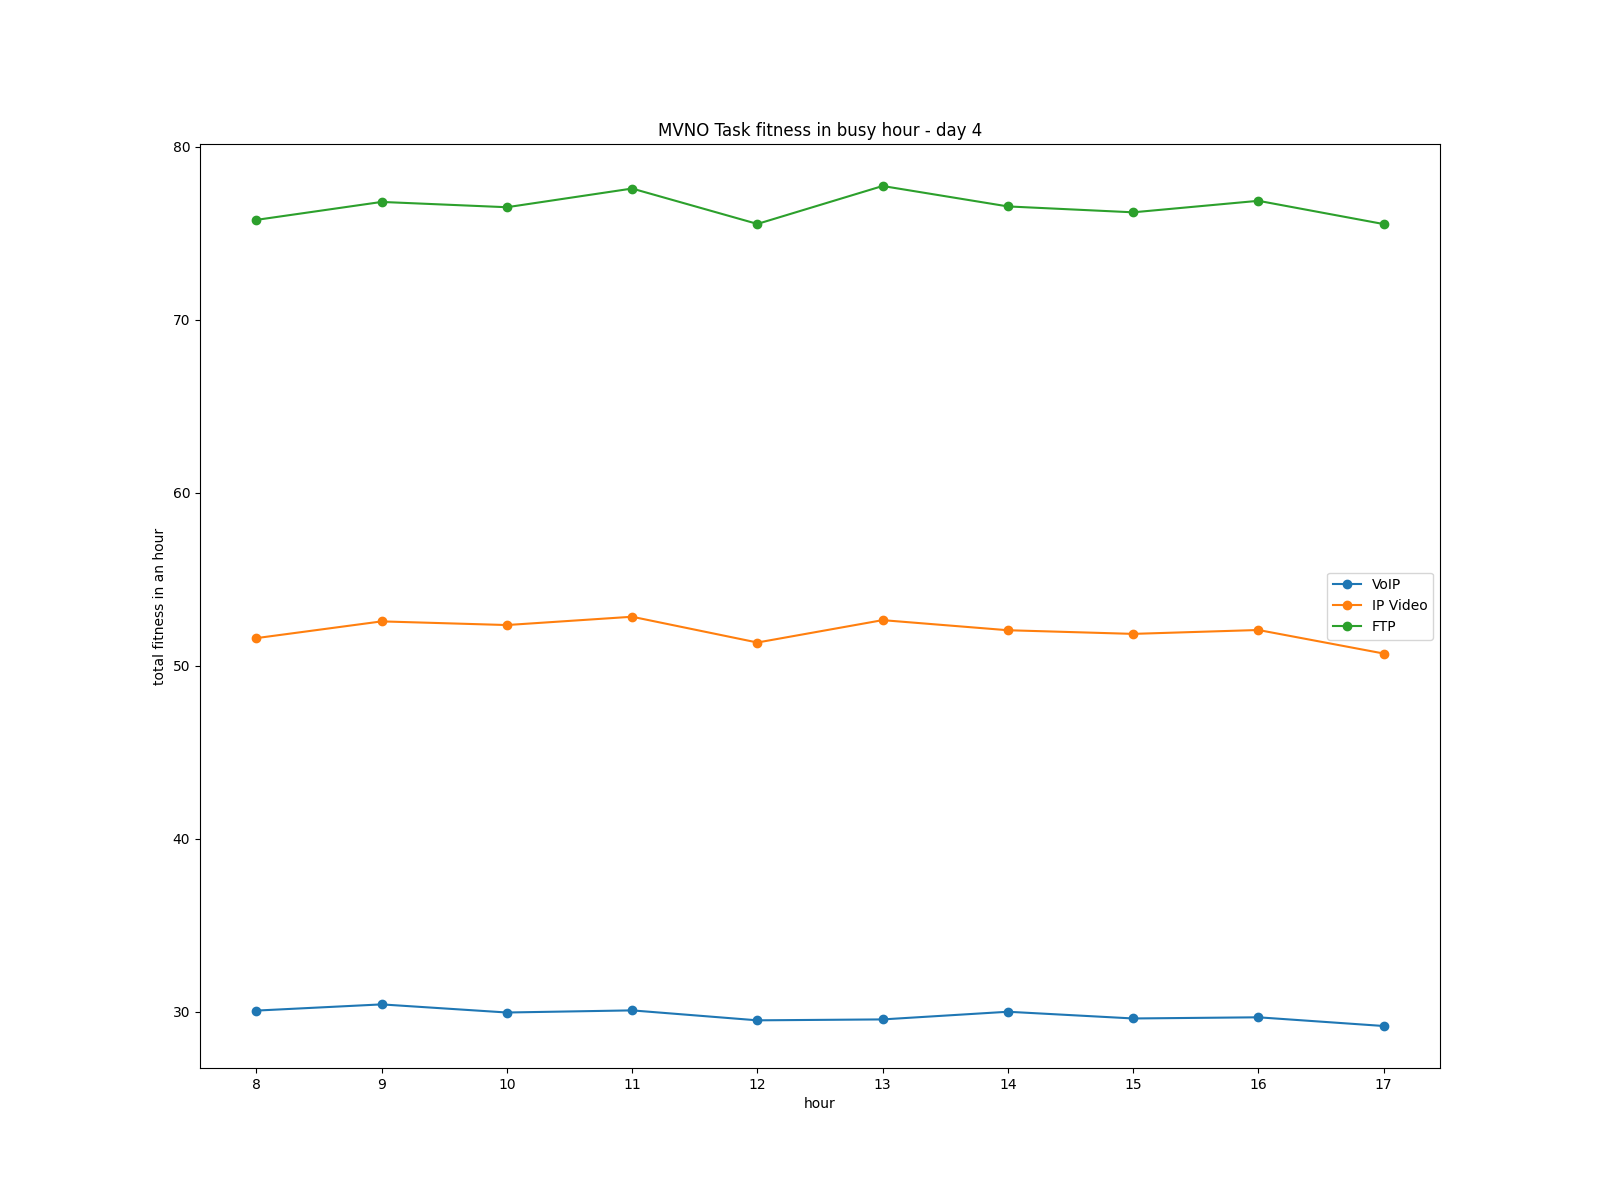 MVNO Task fitness in busy hour - day 4
80
70
60
50
40
30
total fitness in an hour
VoIP
IP Video
FTP
8 9 10 11 12 13 14 15 16 17
hour